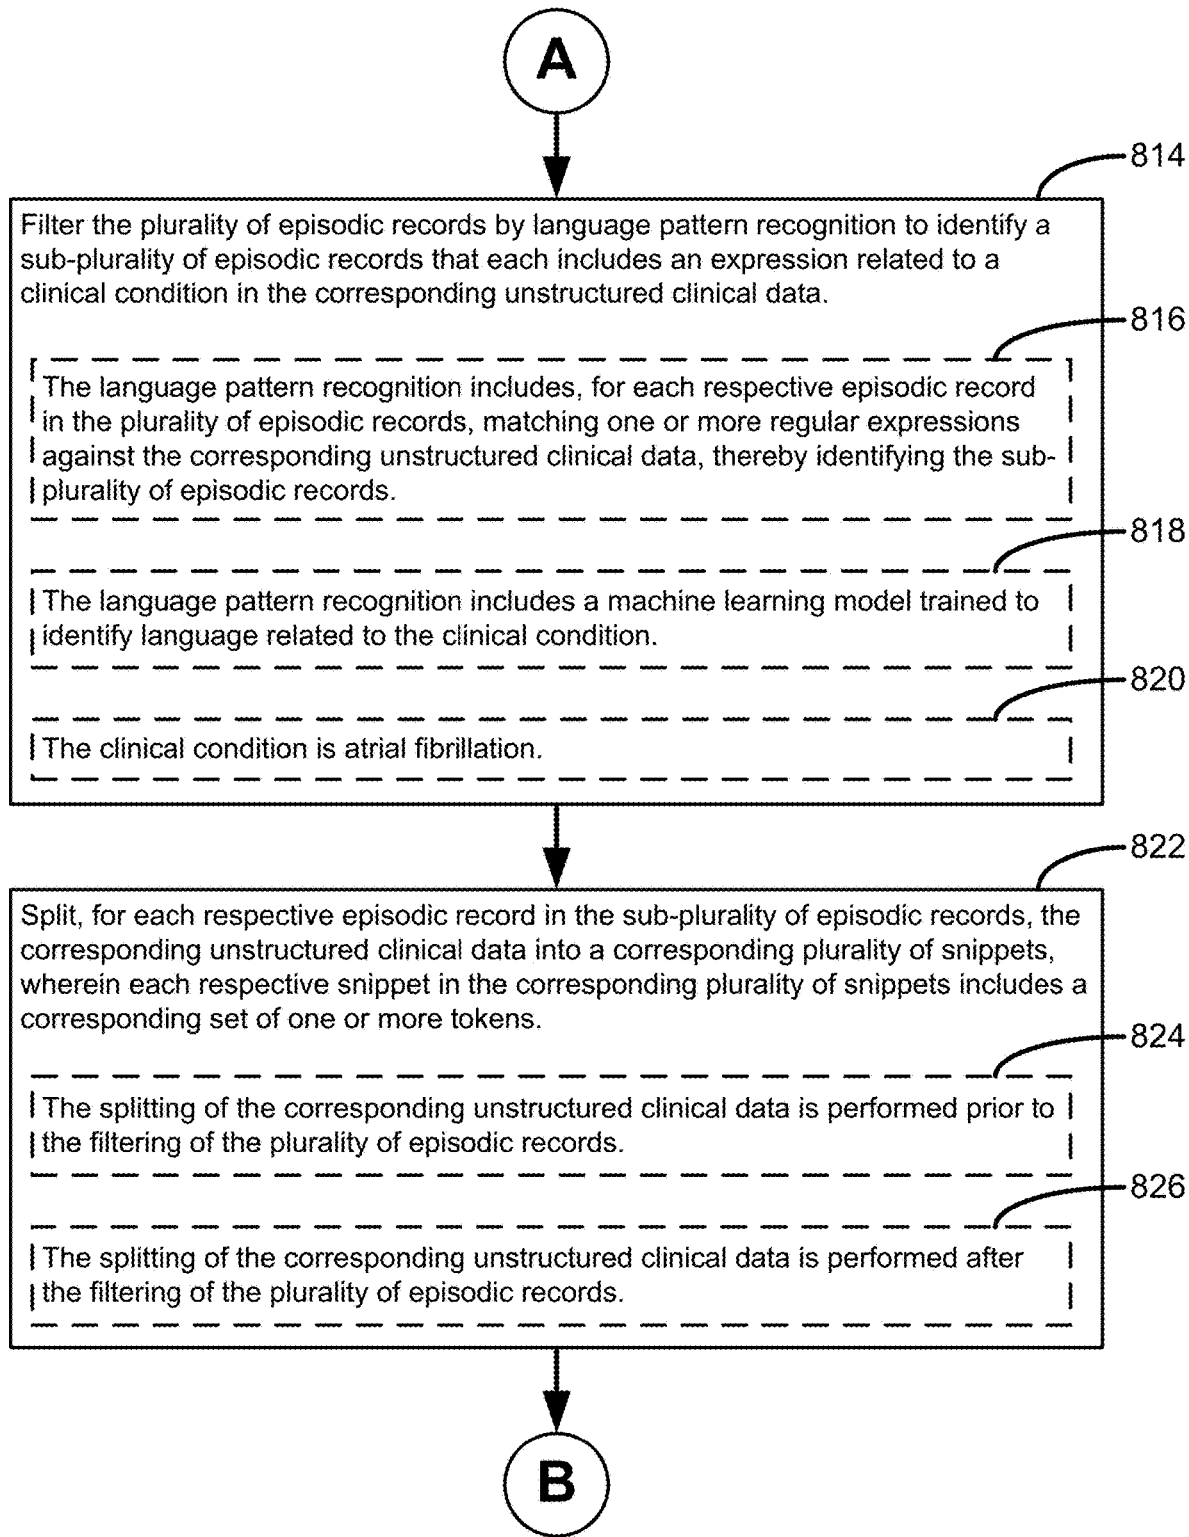 A
814
Filter the plurality of episodic records by language pattern recognition to identify a
sub-plurality of episodic records that each includes an expression related to a
clinical condition in the corresponding unstructured clinical data.
816
The language pattern recognition includes, for each respective episodic record
in the plurality of episodic records, matching one or more regular expressions
against the corresponding unstructured clinical data, thereby identifying the sub-
plurality of episodic records.
818
The language pattern recognition includes a machine learning model trained to
identify language related to the clinical condition.
820
The clinical condition is atrial fibrillation.
822
Split, for each respective episodic record in the sub-plurality of episodic records, the
corresponding unstructured clinical data into a corresponding plurality of snippets,
wherein each respective snippet in the corresponding plurality of snippets includes a
corresponding set of one or more tokens.
824
The splitting of the corresponding unstructured clinical data is performed prior to
the filtering of the plurality of episodic records.
826
The splitting of the corresponding unstructured clinical data is performed after
the filtering of the plurality of episodic records.
B